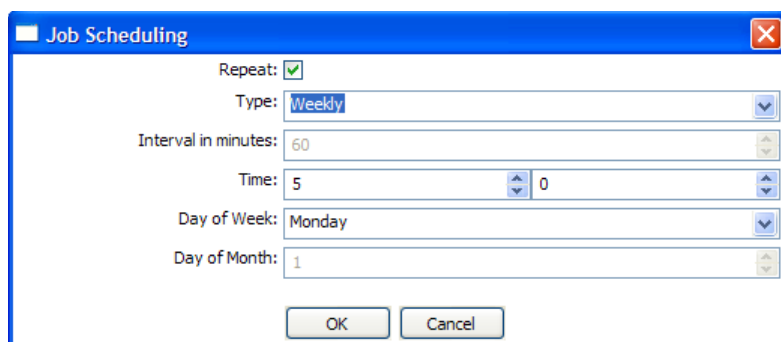 Job Scheduling
Repeat:
Type: Weekly
Interval in minutes: 60
Time: 5 0
Day of Week: Monday
Day of Month: 1
OK Cancel